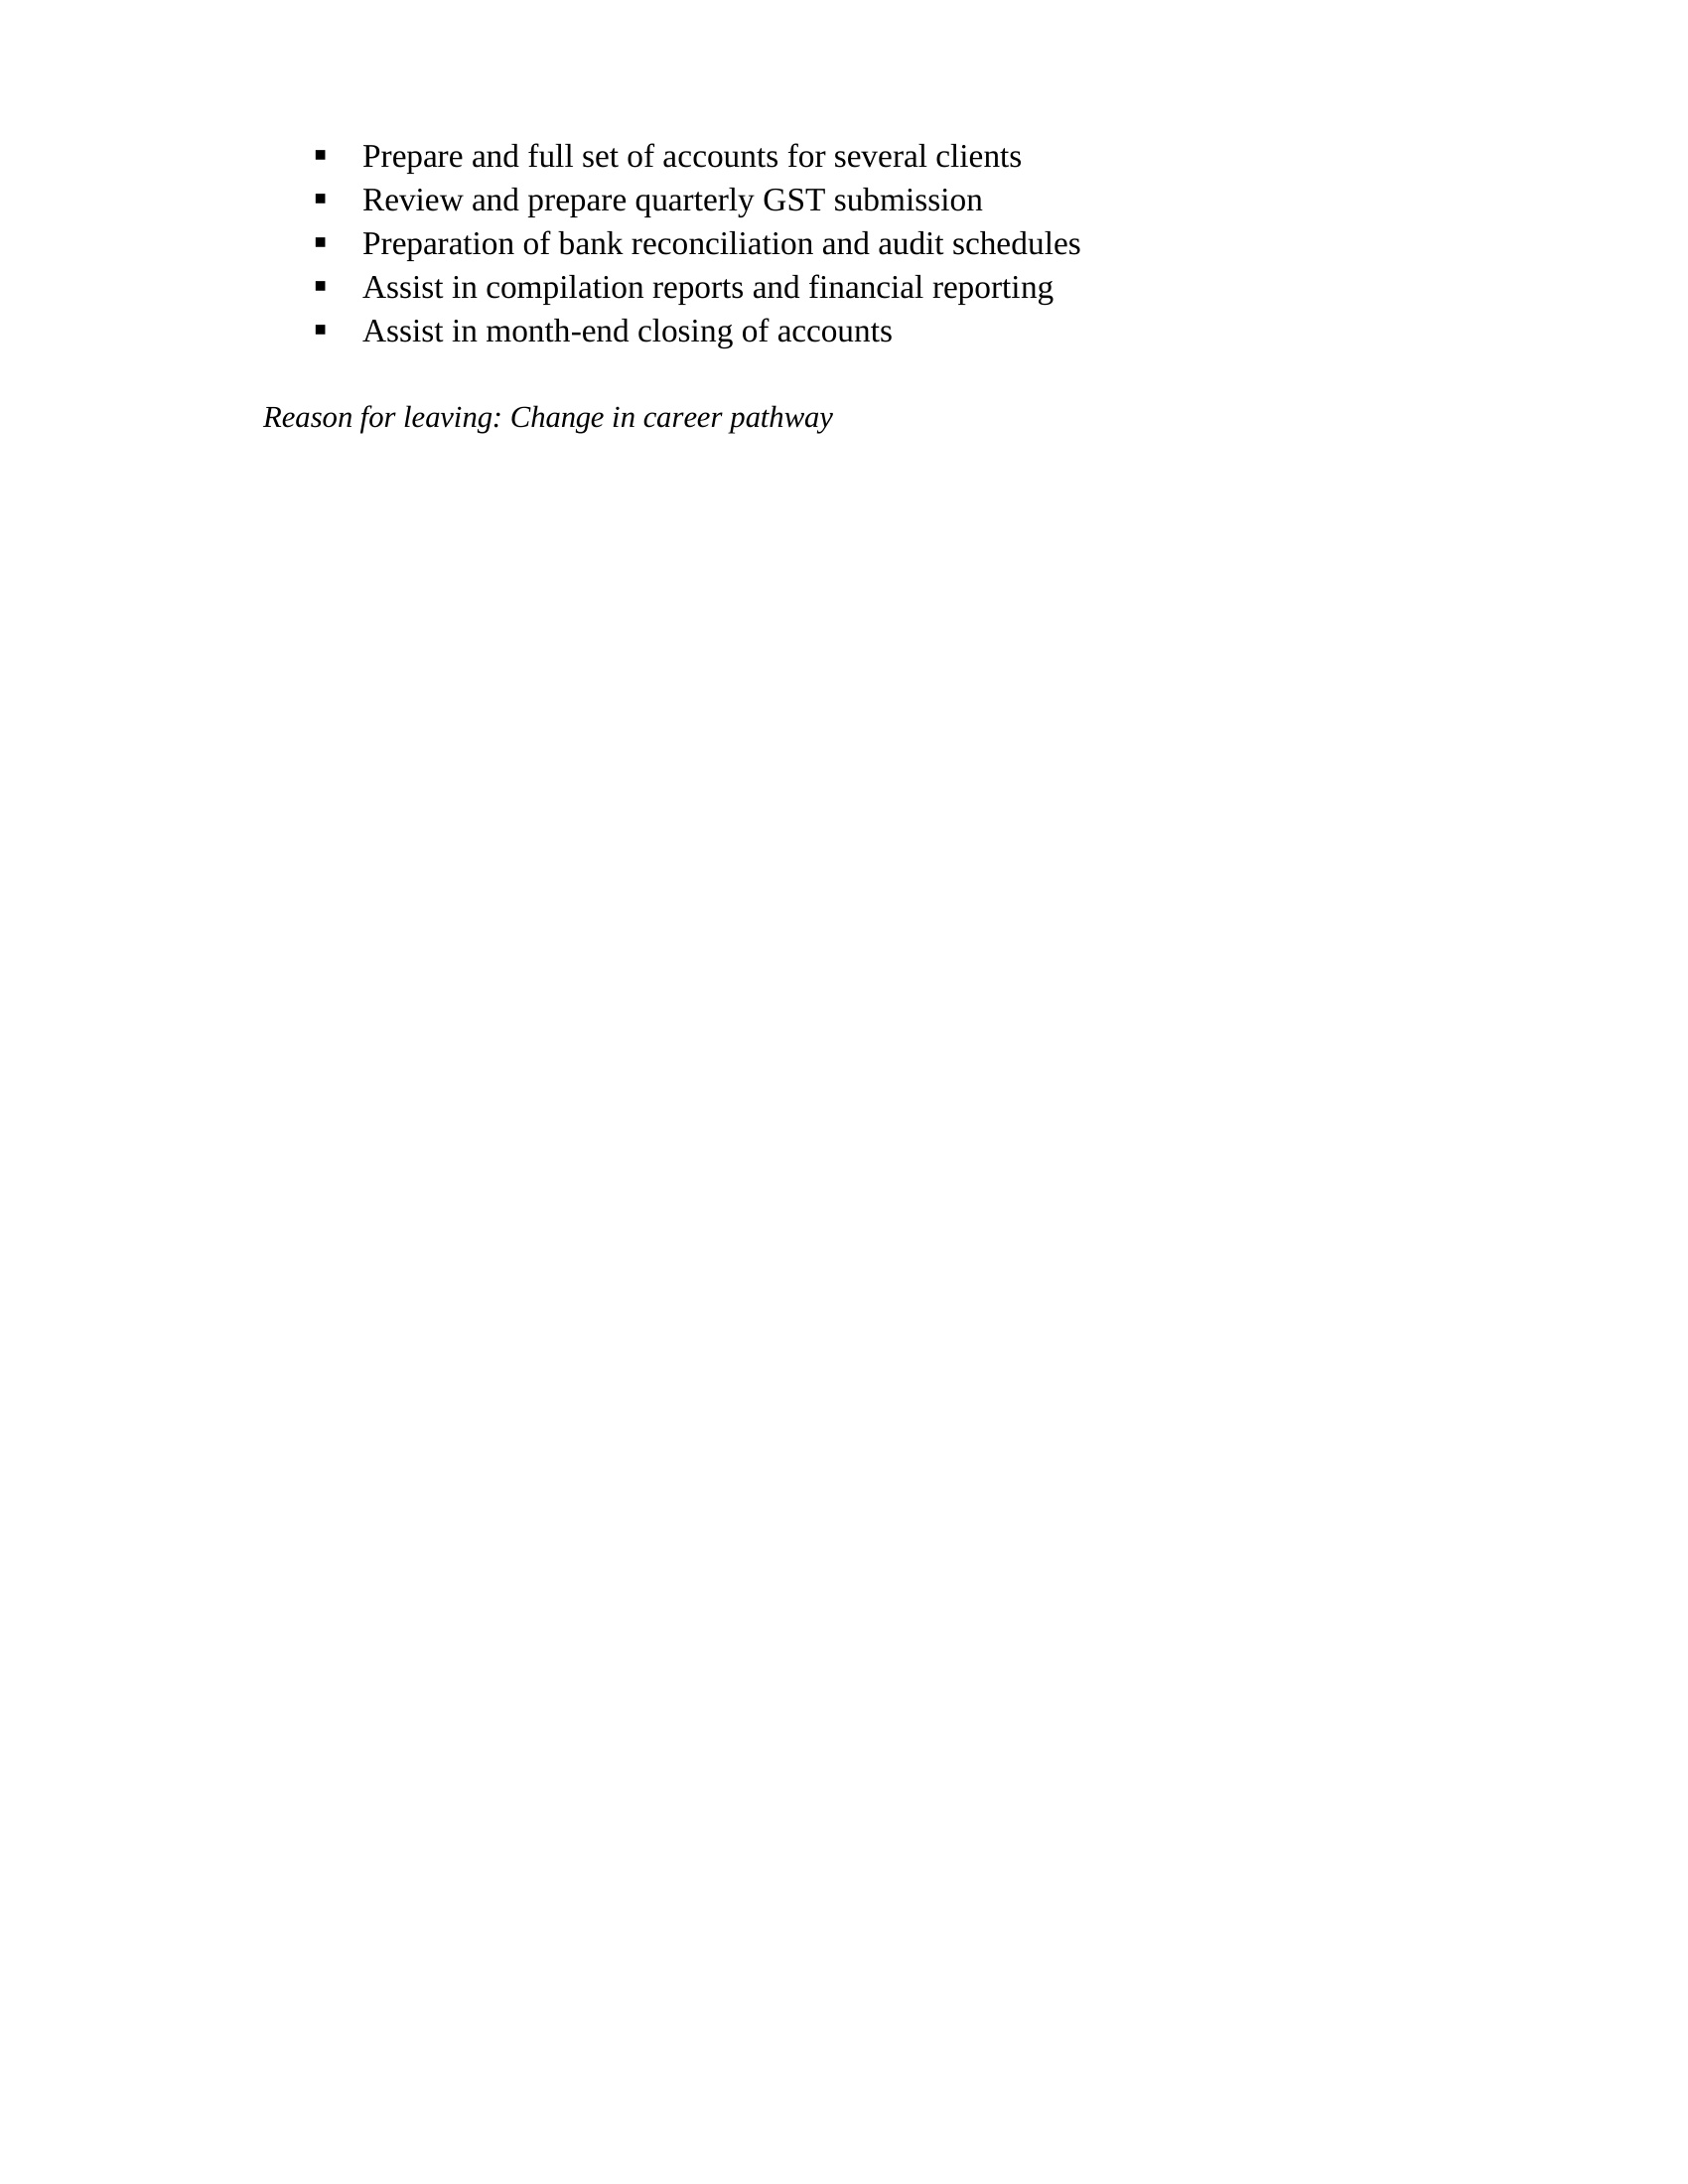 ▪ Prepare and full set of accounts for several clients
▪ Review and prepare quarterly GST submission
▪ Preparation of bank reconciliation and audit schedules
▪ Assist in compilation reports and financial reporting
▪ Assist in month-end closing of accounts
Reason for leaving: Change in career pathway